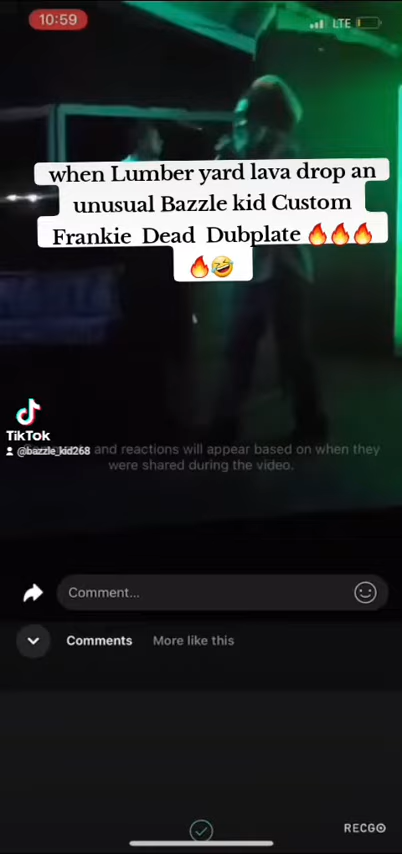 10:59
LTE
when Lumber yard lava drop an
unusual Bazzle kid Custom
Frankie Dead Dubplate 🔥🔥🔥
🔥🤣
TikTok
@bazzle_kid268
and reactions will appear based on when they
were shared during the video.
Comment...
Comments More like this
RECGO